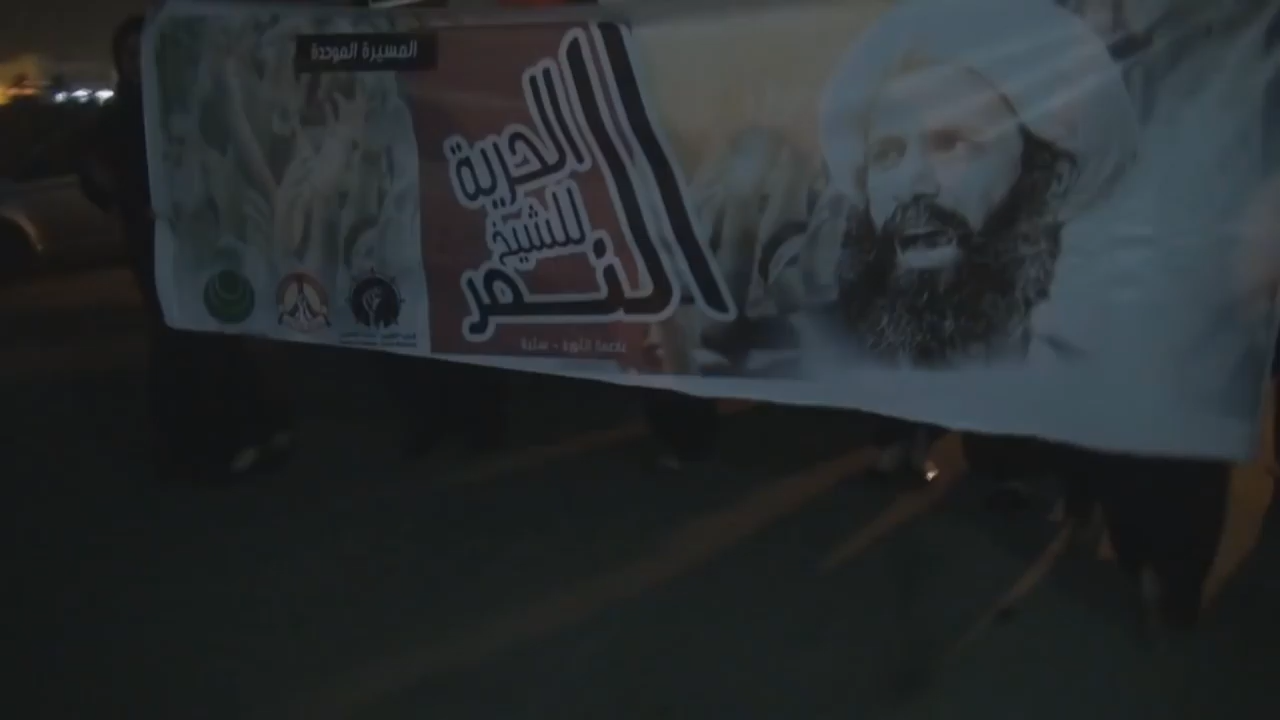 المسيرة الموحدة
الحرية
للشيخ
النمر